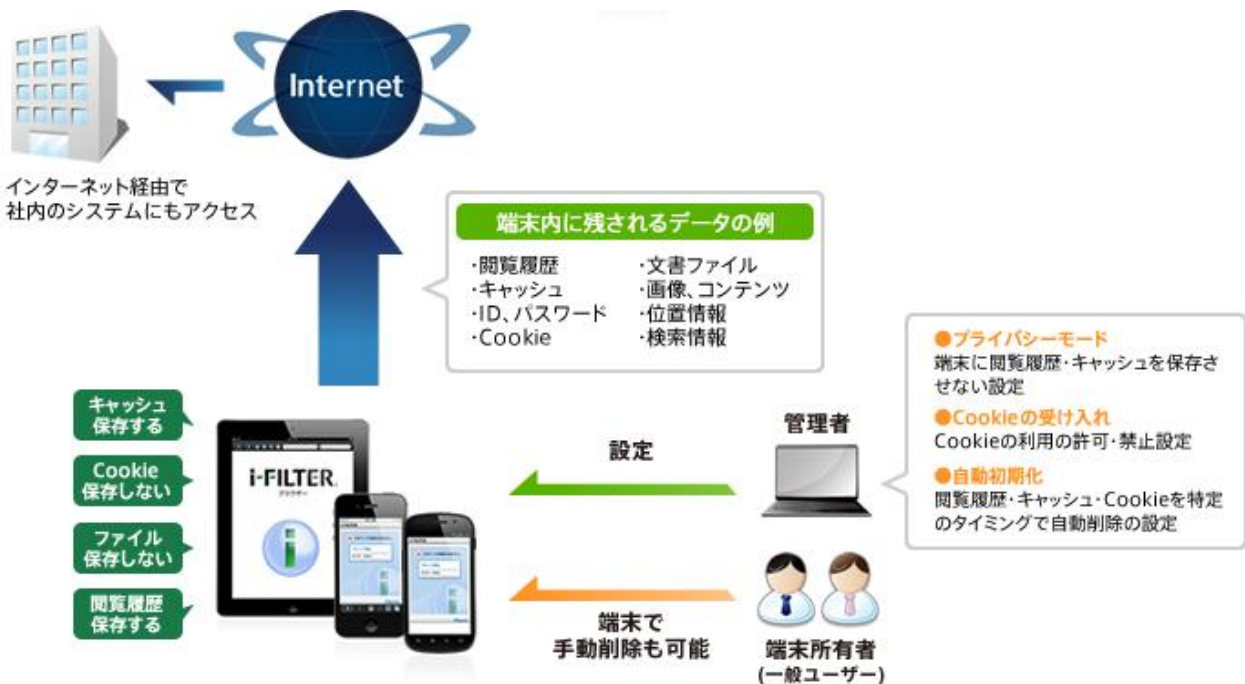 Internet
インターネット経由で
社内のシステムにもアクセス
端末内に残されるデータの例
・閲覧履歴
・キャッシュ
・ID、パスワード
・Cookie
・文書ファイル
・画像、コンテンツ
・位置情報
・検索情報
●プライバシーモード
端末に閲覧履歴・キャッシュを保存さ
せない設定
●Cookieの受け入れ
Cookieの利用の許可・禁止設定
●自動初期化
閲覧履歴・キャッシュ・Cookieを特定
のタイミングで自動削除の設定
キャッシュ
保存する
Cookie
保存しない
ファイル
保存しない
閲覧履歴
保存する
i-FILTER
ブラウザー
設定
管理者
端末で
手動削除も可能
端末所有者
(一般ユーザー)